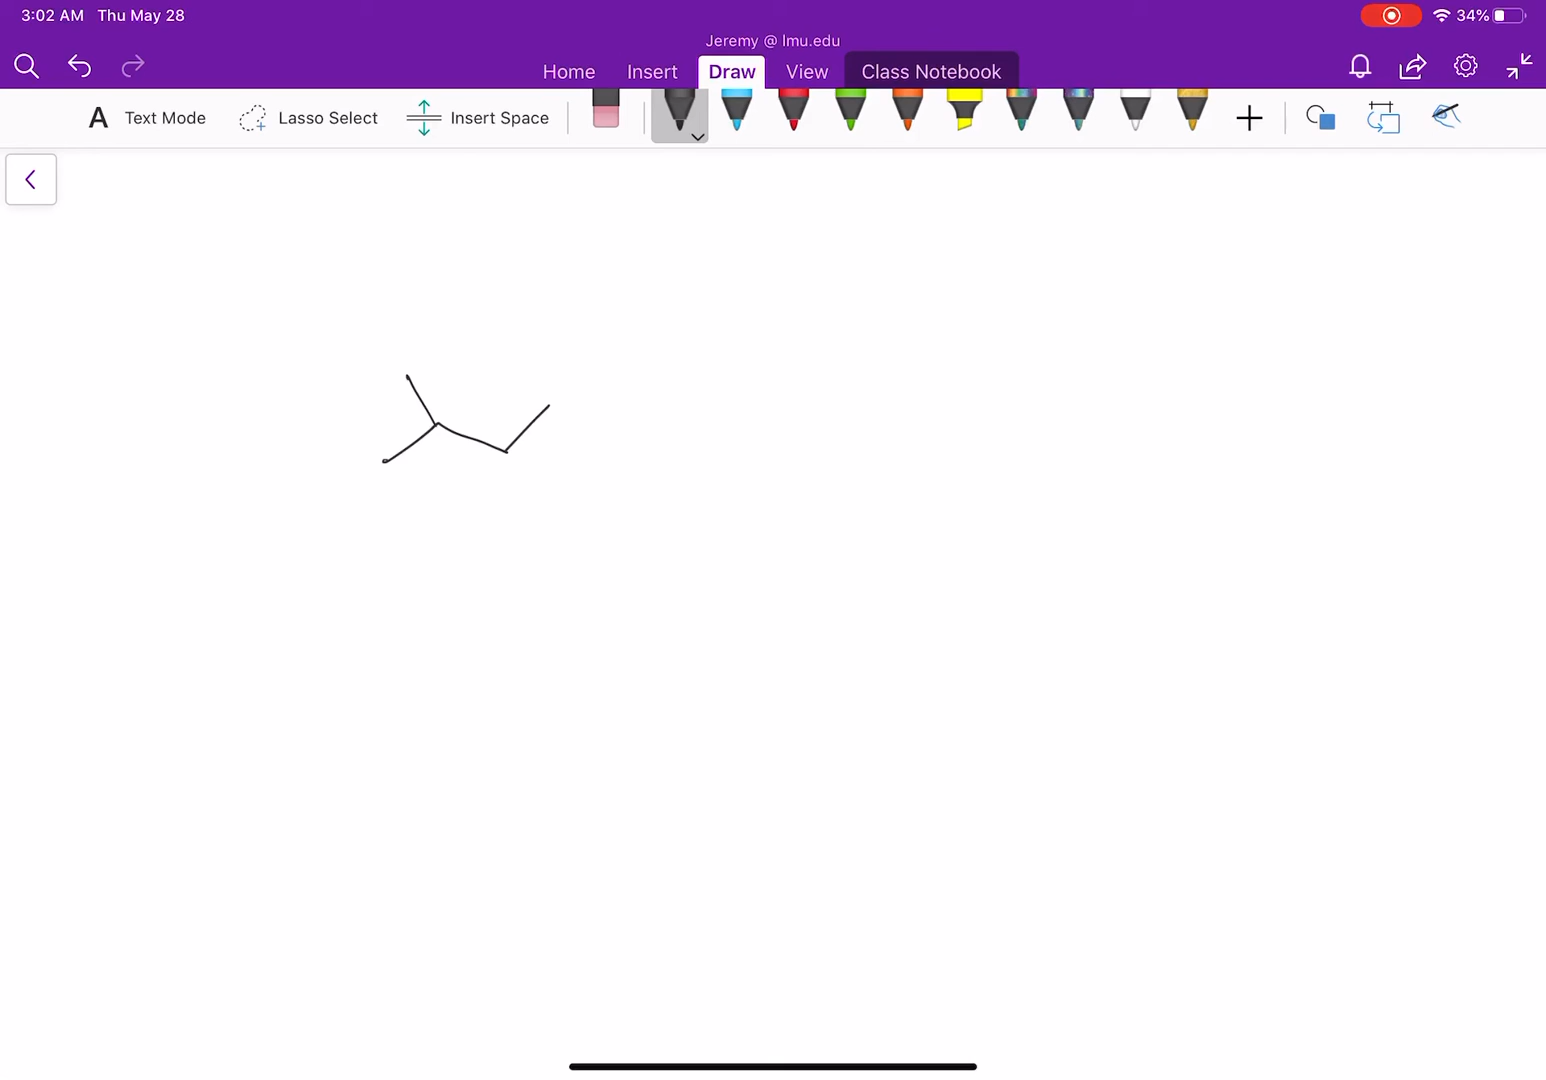 3:02 AM Thu May 28
34%
Jeremy @ lmu.edu
Home Insert Draw View Class Notebook
A Text Mode Lasso Select Insert Space